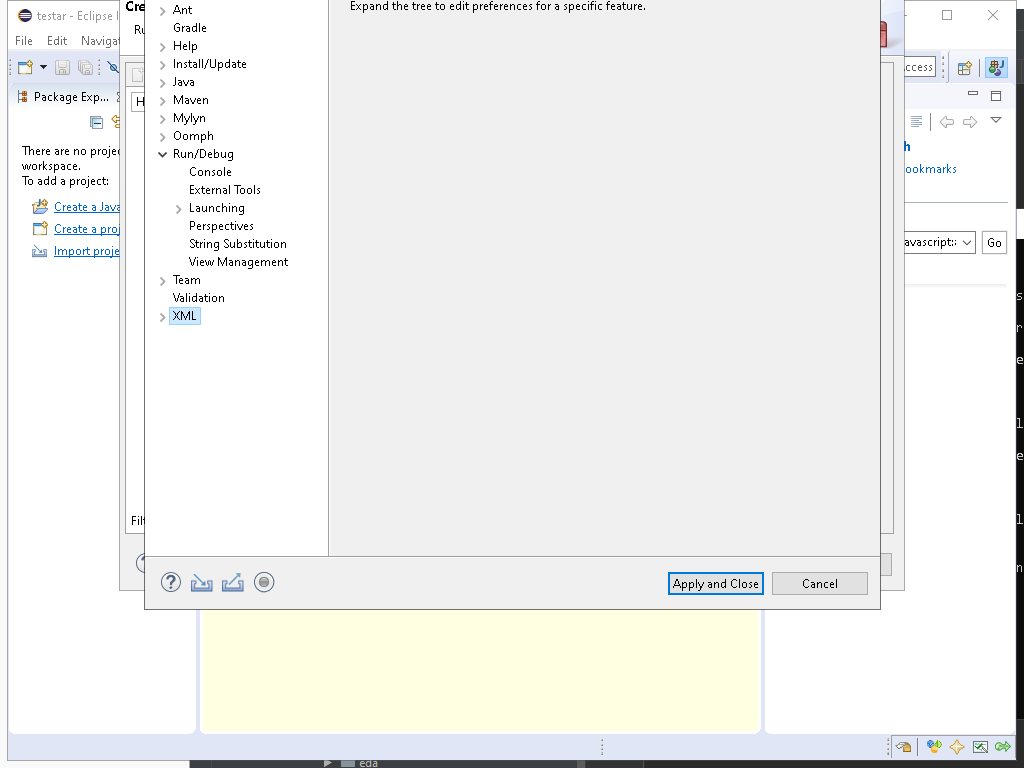 testar - Eclipse I
File Edit Navigat
Cre
Ru
Package Exp...
There are no projec
workspace.
To add a project:
Create a Java
Create a proj
Import proje
H
Filt
Ant
Gradle
Help
Install/Update
Java
Maven
Mylyn
Oomph
Run/Debug
Console
External Tools
Launching
Perspectives
String Substitution
View Management
Team
Validation
XML
Expand the tree to edit preferences for a specific feature.
Apply and Close
Cancel
ccess
h
ookmarks
avascript:
Go
eda